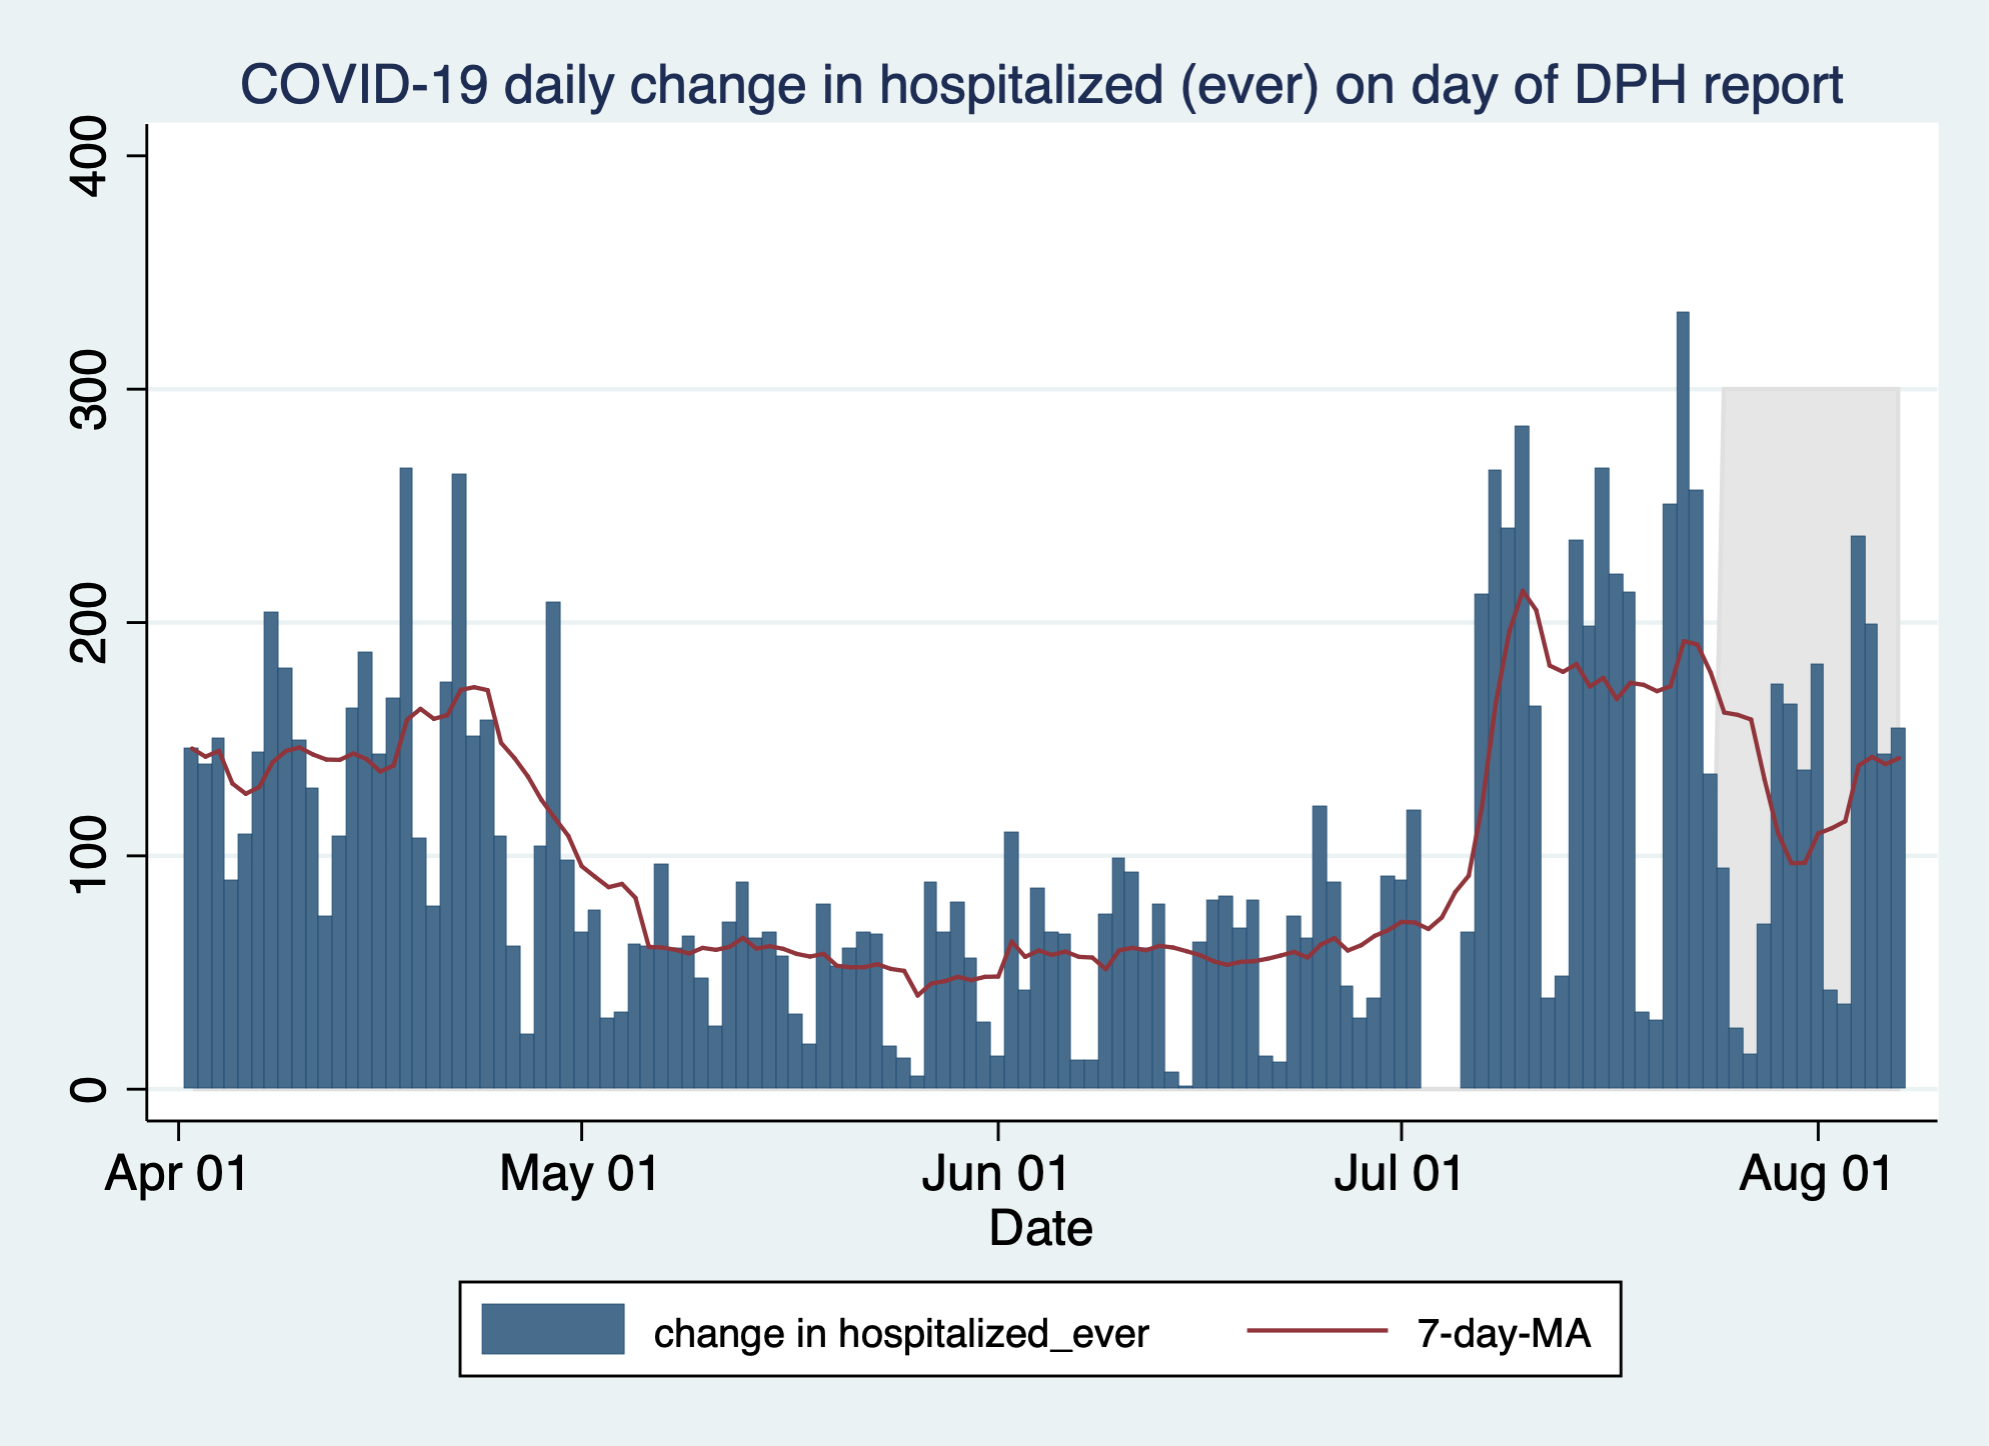 COVID-19 daily change in hospitalized (ever) on day of DPH report
400
300
200
100
0
Apr 01 May 01 Jun 01 Jul 01 Aug 01
Date
change in hospitalized_ever 7-day-MA